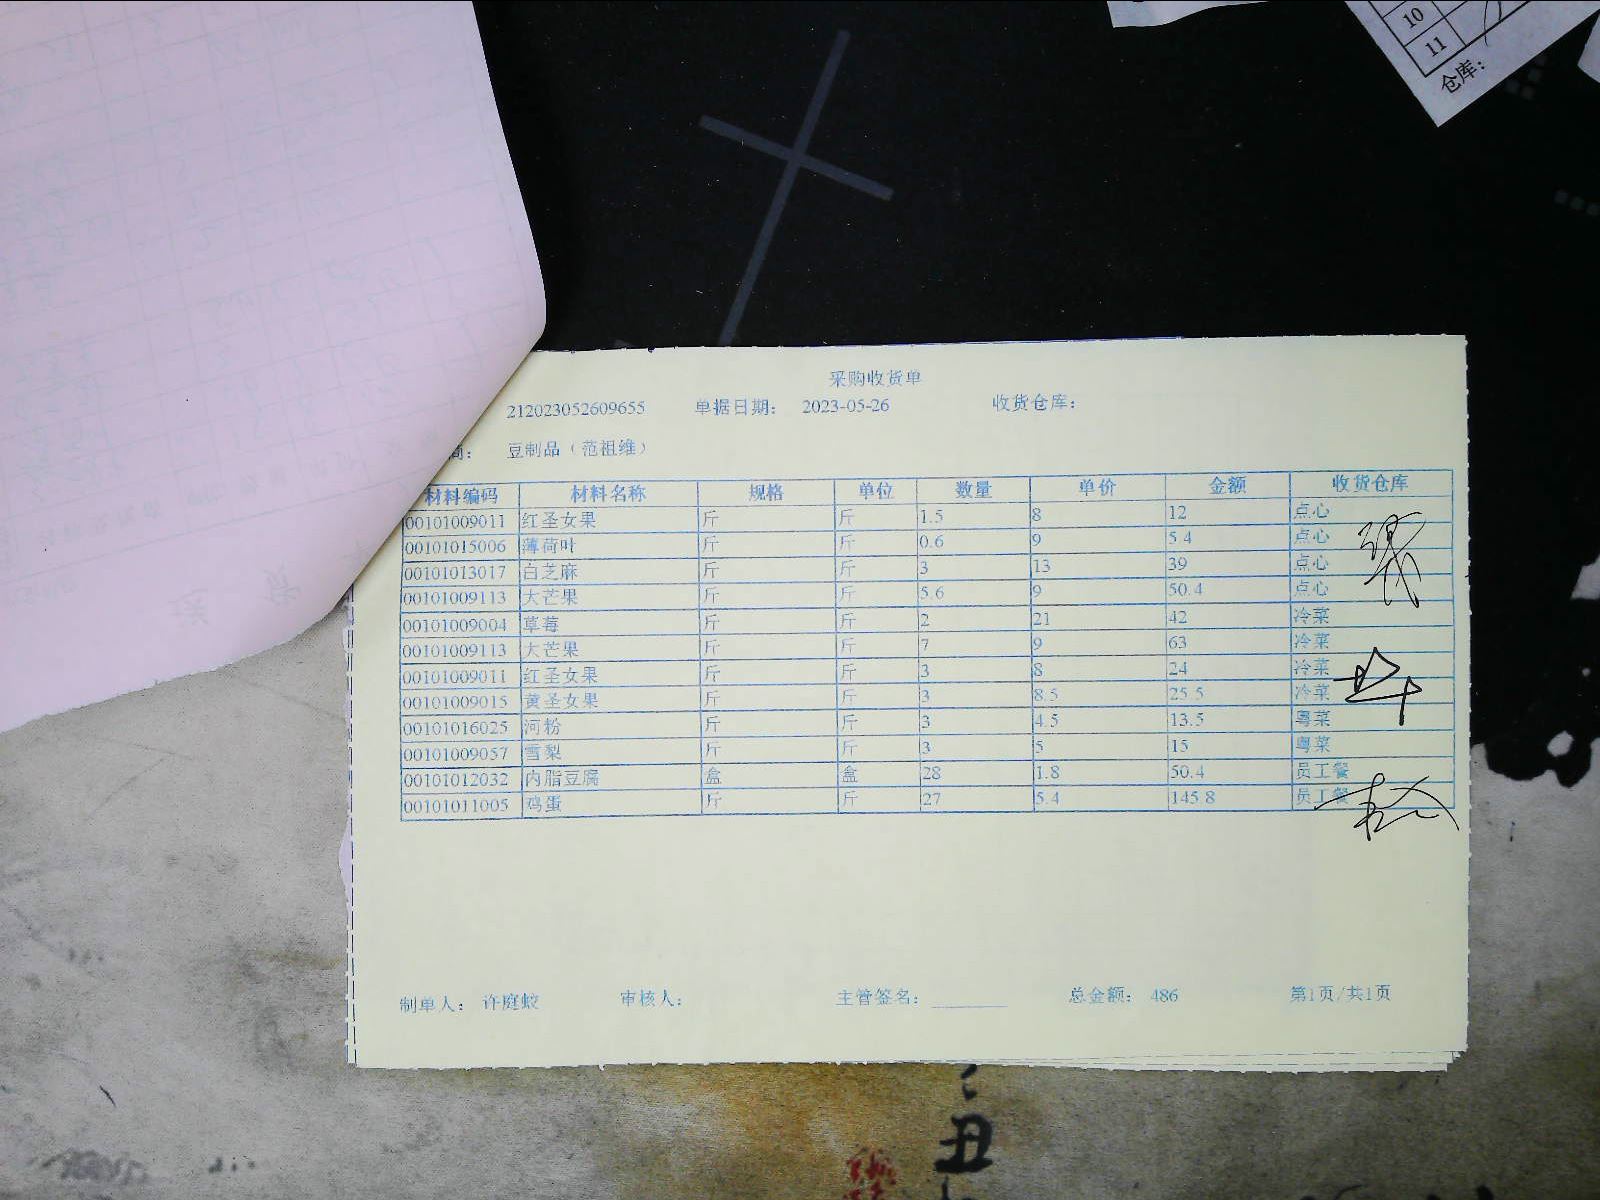 10
11
仓库:
采购收货单
212023052609655 单据日期: 2023-05-26 收货仓库:
商: 豆制品(范祖维)
材料编码 材料名称 规格 单位 数量 单价 金额 收货仓库
00101009011 红圣女果 斤 斤 1.5 8 12 点心
00101015006 薄荷叶 斤 斤 0.6 9 5.4 点心
00101013017 白芝麻 斤 斤 3 13 39 点心
00101009113 大芒果 斤 斤 5.6 9 50.4 点心
00101009004 草莓 斤 斤 2 21 42 冷菜
00101009113 大芒果 斤 斤 7 9 63 冷菜
00101009011 红圣女果 斤 斤 3 8 24 冷菜
00101009015 黄圣女果 斤 斤 3 8.5 25.5 冷菜
00101016025 河粉 斤 斤 3 4.5 13.5 粤菜
00101009057 雪梨 斤 斤 3 5 15 粤菜
00101012032 内脂豆腐 盒 盒 28 1.8 50.4 员工餐
00101011005 鸡蛋 斤 斤 27 5.4 145.8 员工餐
制单人: 许庭蛟 审核人: 主管签名: 总金额: 486 第1页/共1页
丑